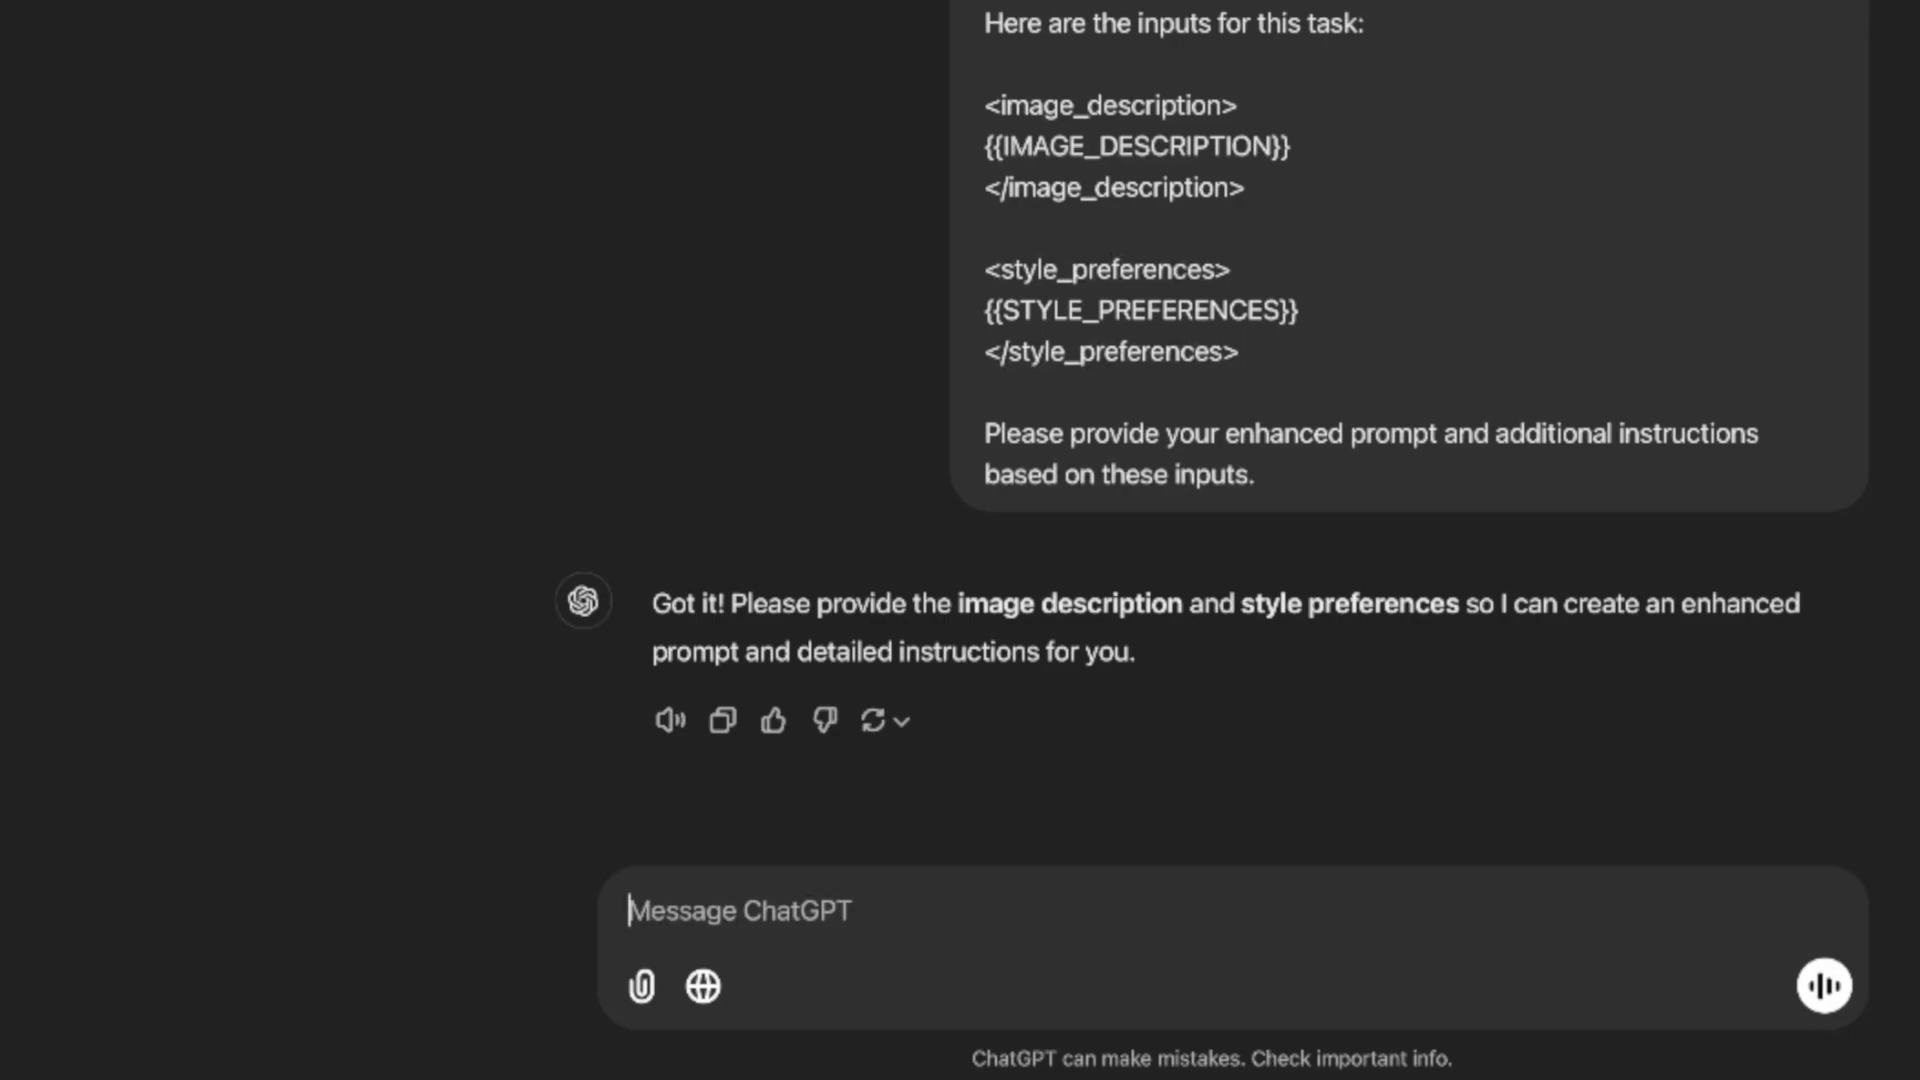 Here are the inputs for this task:
<image_description>
{{IMAGE_DESCRIPTION}}
</image_description>
<style_preferences>
{{STYLE_PREFERENCES}}
</style_preferences>
Please provide your enhanced prompt and additional instructions
based on these inputs.
Got it! Please provide the image description and style preferences so I can create an enhanced
prompt and detailed instructions for you.
Message ChatGPT
ChatGPT can make mistakes. Check important info.